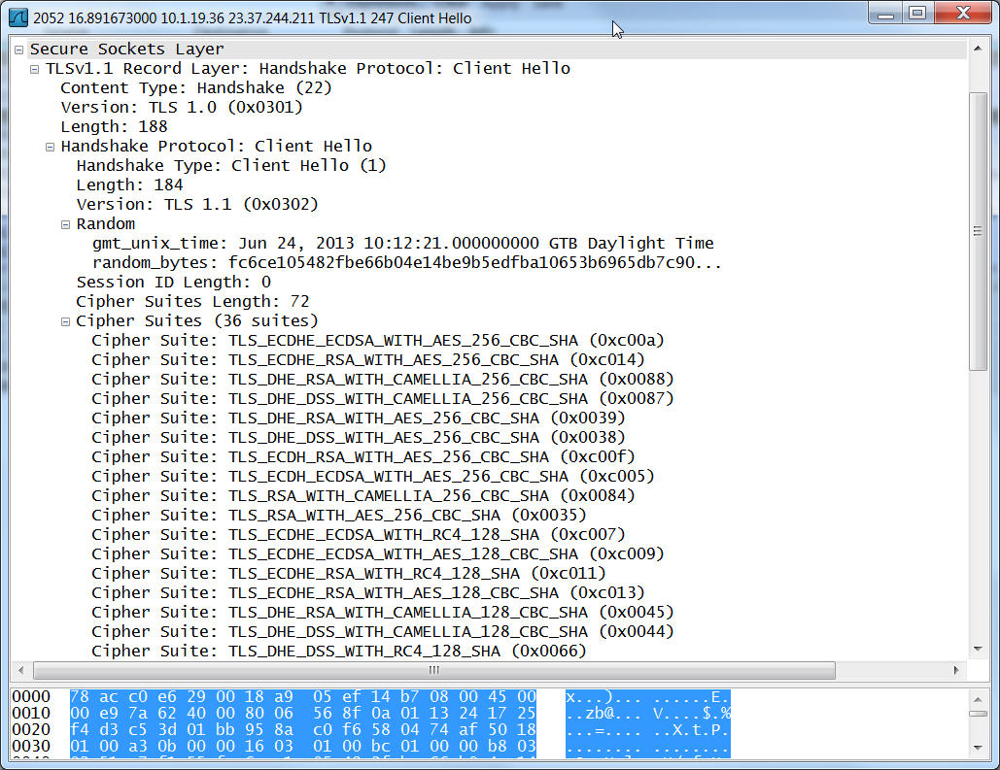 2052 16.891673000 10.1.19.36 23.37.244.211 TLSv1.1 247 Client Hello
Secure Sockets Layer
TLSv1.1 Record Layer: Handshake Protocol: Client Hello
Content Type: Handshake (22)
Version: TLS 1.0 (0x0301)
Length: 188
Handshake Protocol: Client Hello
Handshake Type: Client Hello (1)
Length: 184
Version: TLS 1.1 (0x0302)
Random
gmt_unix_time: Jun 24, 2013 10:12:21.000000000 GTB Daylight Time
random_bytes: fc6ce105482fbe66b04e14be9b5edfba10653b6965db7c90...
Session ID Length: 0
Cipher Suites Length: 72
Cipher Suites (36 suites)
Cipher Suite: TLS_ECDHE_ECDSA_WITH_AES_256_CBC_SHA (0xc00a)
Cipher Suite: TLS_ECDHE_RSA_WITH_AES_256_CBC_SHA (0xc014)
Cipher Suite: TLS_DHE_RSA_WITH_CAMELLIA_256_CBC_SHA (0x0088)
Cipher Suite: TLS_DHE_DSS_WITH_CAMELLIA_256_CBC_SHA (0x0087)
Cipher Suite: TLS_DHE_RSA_WITH_AES_256_CBC_SHA (0x0039)
Cipher Suite: TLS_DHE_DSS_WITH_AES_256_CBC_SHA (0x0038)
Cipher Suite: TLS_ECDH_RSA_WITH_AES_256_CBC_SHA (0xc00f)
Cipher Suite: TLS_ECDH_ECDSA_WITH_AES_256_CBC_SHA (0xc005)
Cipher Suite: TLS_RSA_WITH_CAMELLIA_256_CBC_SHA (0x0084)
Cipher Suite: TLS_RSA_WITH_AES_256_CBC_SHA (0x0035)
Cipher Suite: TLS_ECDHE_ECDSA_WITH_RC4_128_SHA (0xc007)
Cipher Suite: TLS_ECDHE_ECDSA_WITH_AES_128_CBC_SHA (0xc009)
Cipher Suite: TLS_ECDHE_RSA_WITH_RC4_128_SHA (0xc011)
Cipher Suite: TLS_ECDHE_RSA_WITH_AES_128_CBC_SHA (0xc013)
Cipher Suite: TLS_DHE_RSA_WITH_CAMELLIA_128_CBC_SHA (0x0045)
Cipher Suite: TLS_DHE_DSS_WITH_CAMELLIA_128_CBC_SHA (0x0044)
Cipher Suite: TLS_DHE_DSS_WITH_RC4_128_SHA (0x0066)
0000 78 ac c0 e6 29 00 18 a9 05 ef 14 b7 08 00 45 00 x...)... ......E.
0010 00 e9 7a 62 40 00 80 06 56 8f 0a 01 13 24 17 25 ..zb@... V....$.%
0020 f4 d3 c5 3d 01 bb 95 8a c0 f6 58 04 74 af 50 18 ...=.... ..X.t.P.
0030 01 00 a3 0b 00 00 16 03 01 00 bc 01 00 00 b8 03 ........ ........